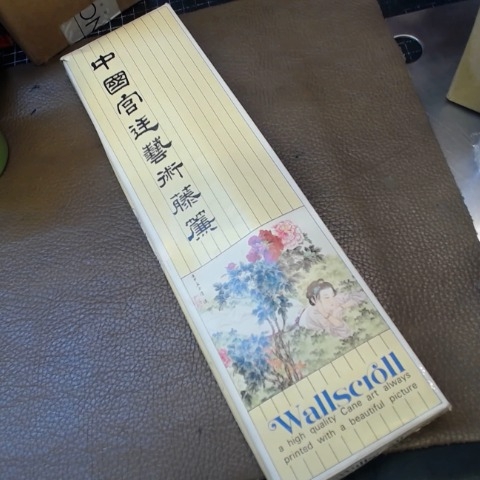 中國宮廷藝術藤簾
Wallscroll
a high quality Cane art always
printed with a beautiful picture